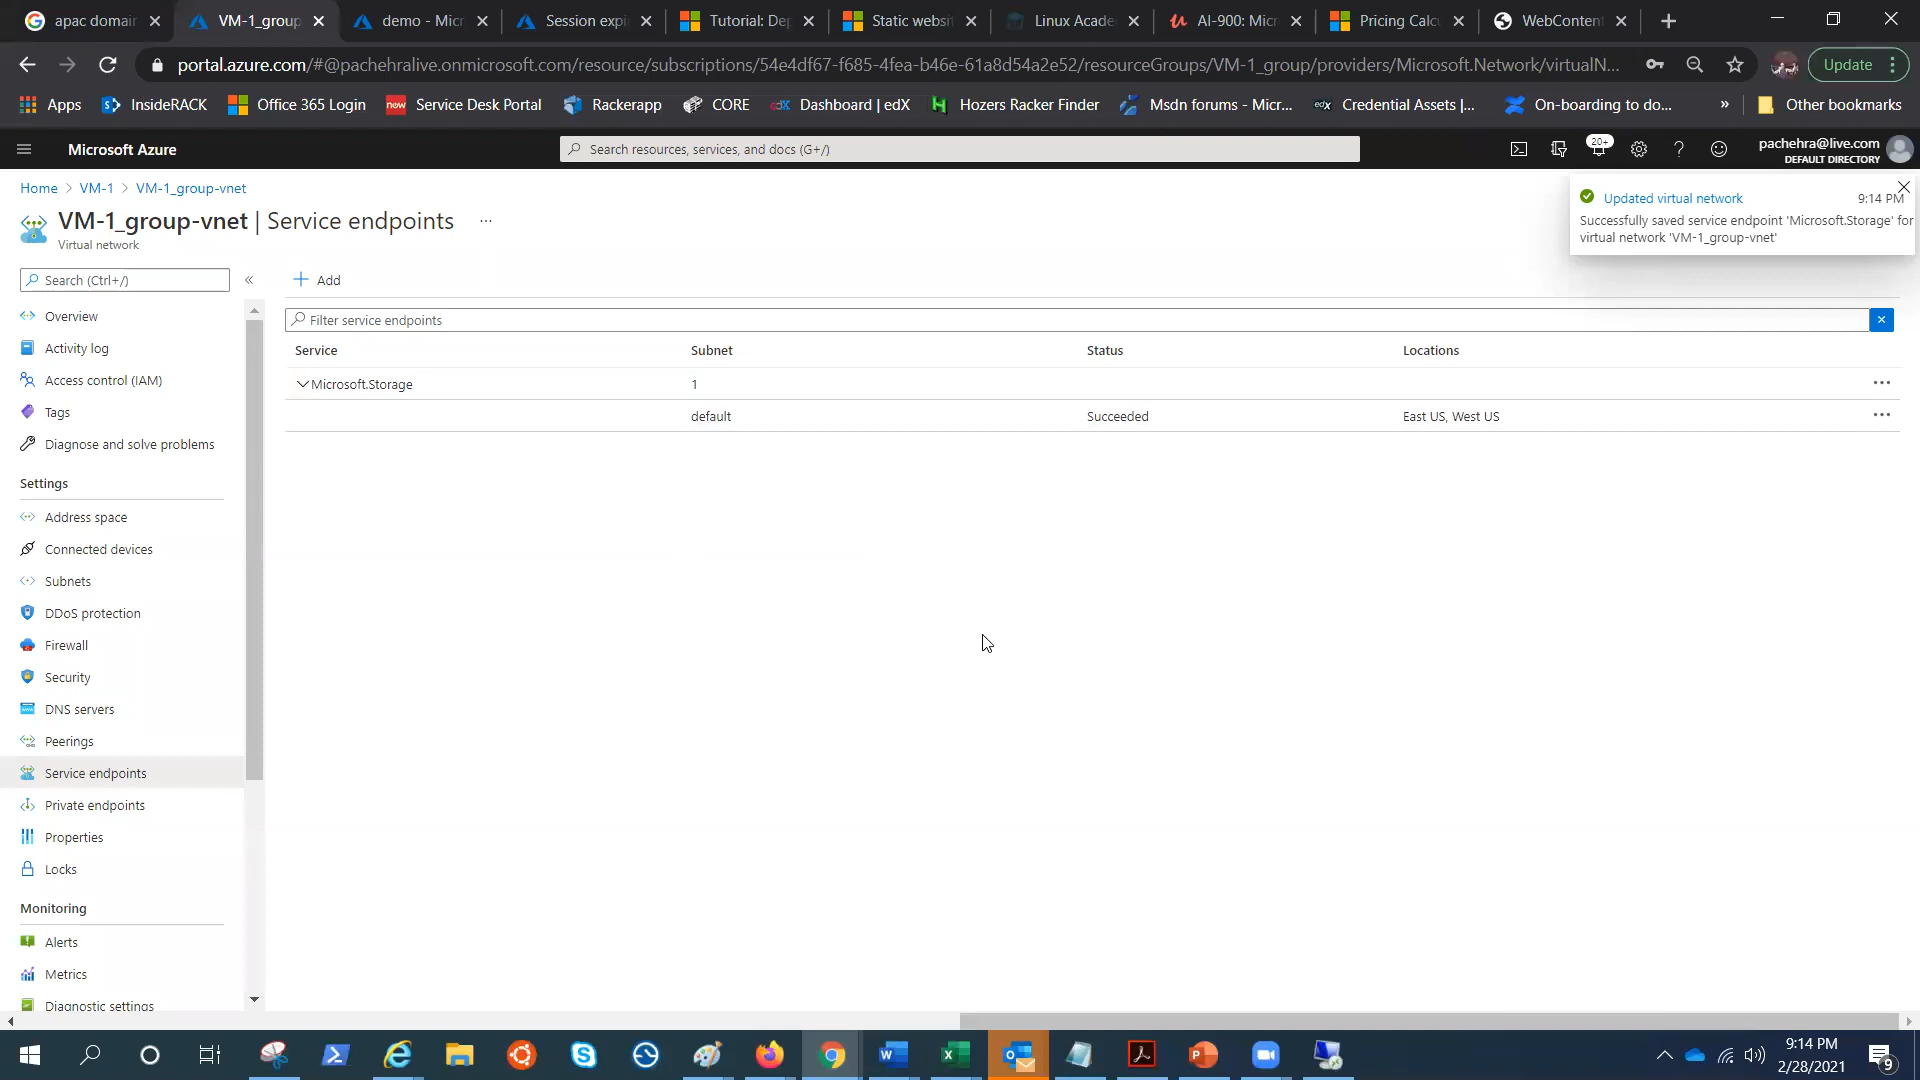 apac domain
VM-1_group
demo - Micr
Session expi
Tutorial: Dep
Static websit
Linux Acade
AI-900: Micr
Pricing Calcu
WebContent
portal.azure.com/#@pachehralive.onmicrosoft.com/resource/subscriptions/54e4df67-f685-4fea-b46e-61a8d54a2e52/resourceGroups/VM-1_group/providers/Microsoft.Network/virtualN...
Update
Apps
InsideRACK
Office 365 Login
now
Service Desk Portal
Rackerapp
CORE
edX
Dashboard | edX
Hozers Racker Finder
Msdn forums - Micr...
edX
Credential Assets |...
On-boarding to do...
»
Other bookmarks
Microsoft Azure
Search resources, services, and docs (G+/)
20+
pachehra@live.com
DEFAULT DIRECTORY
Home > VM-1 > VM-1_group-vnet
VM-1_group-vnet | Service endpoints ...
Virtual network
Updated virtual network 9:14 PM
Successfully saved service endpoint 'Microsoft.Storage' for
virtual network 'VM-1_group-vnet'
Search (Ctrl+/)
«
Overview
Activity log
Access control (IAM)
Tags
Diagnose and solve problems
Settings
Address space
Connected devices
Subnets
DDoS protection
Firewall
Security
DNS servers
Peerings
Service endpoints
Private endpoints
Properties
Locks
Monitoring
Alerts
Metrics
Diagnostic settings
+ Add
Filter service endpoints
Service Subnet Status Locations
Microsoft.Storage 1 ...
default Succeeded East US, West US ...
9:14 PM
2/28/2021
9